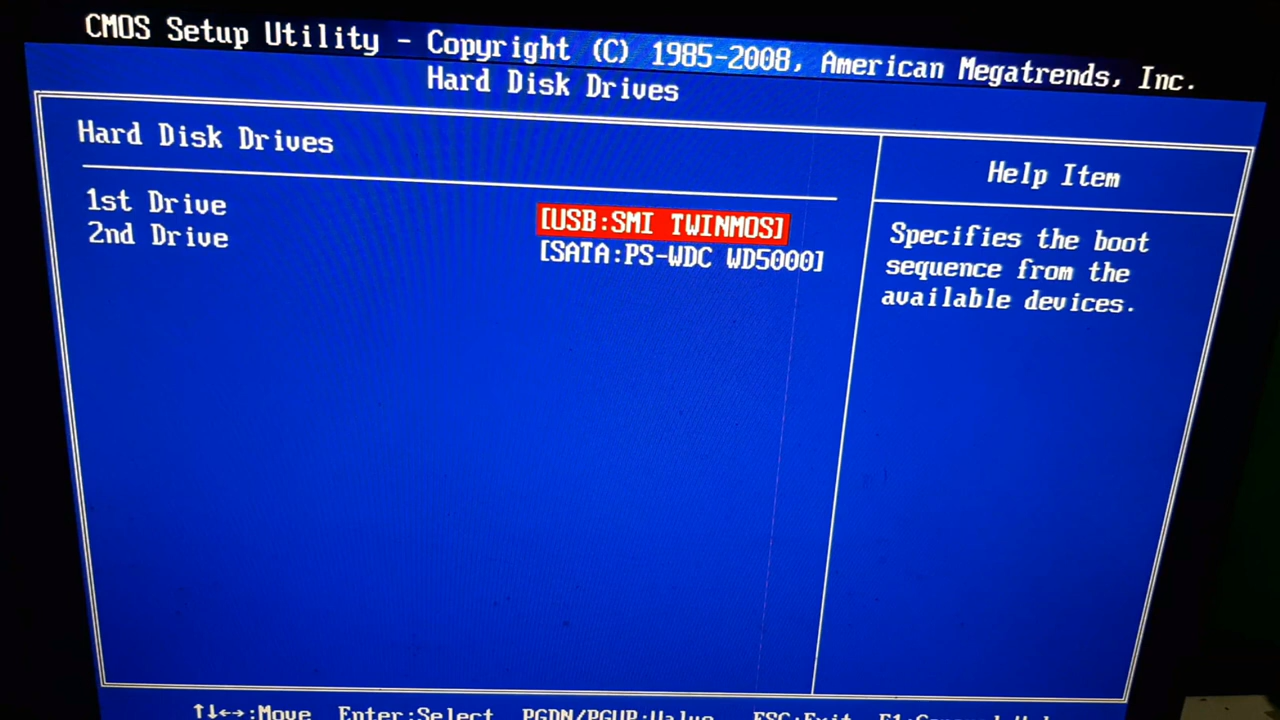 CMOS Setup Utility - Copyright (C) 1985-2008, American Megatrends, Inc.
Hard Disk Drives
Hard Disk Drives
1st Drive [USB:SMI TWINMOS]
2nd Drive [SATA:PS-WDC WD5000]
Help Item
Specifies the boot
sequence from the
available devices.
↑↓←→:Move Enter:Select PGDN/PGUP:Value ESC:Exit